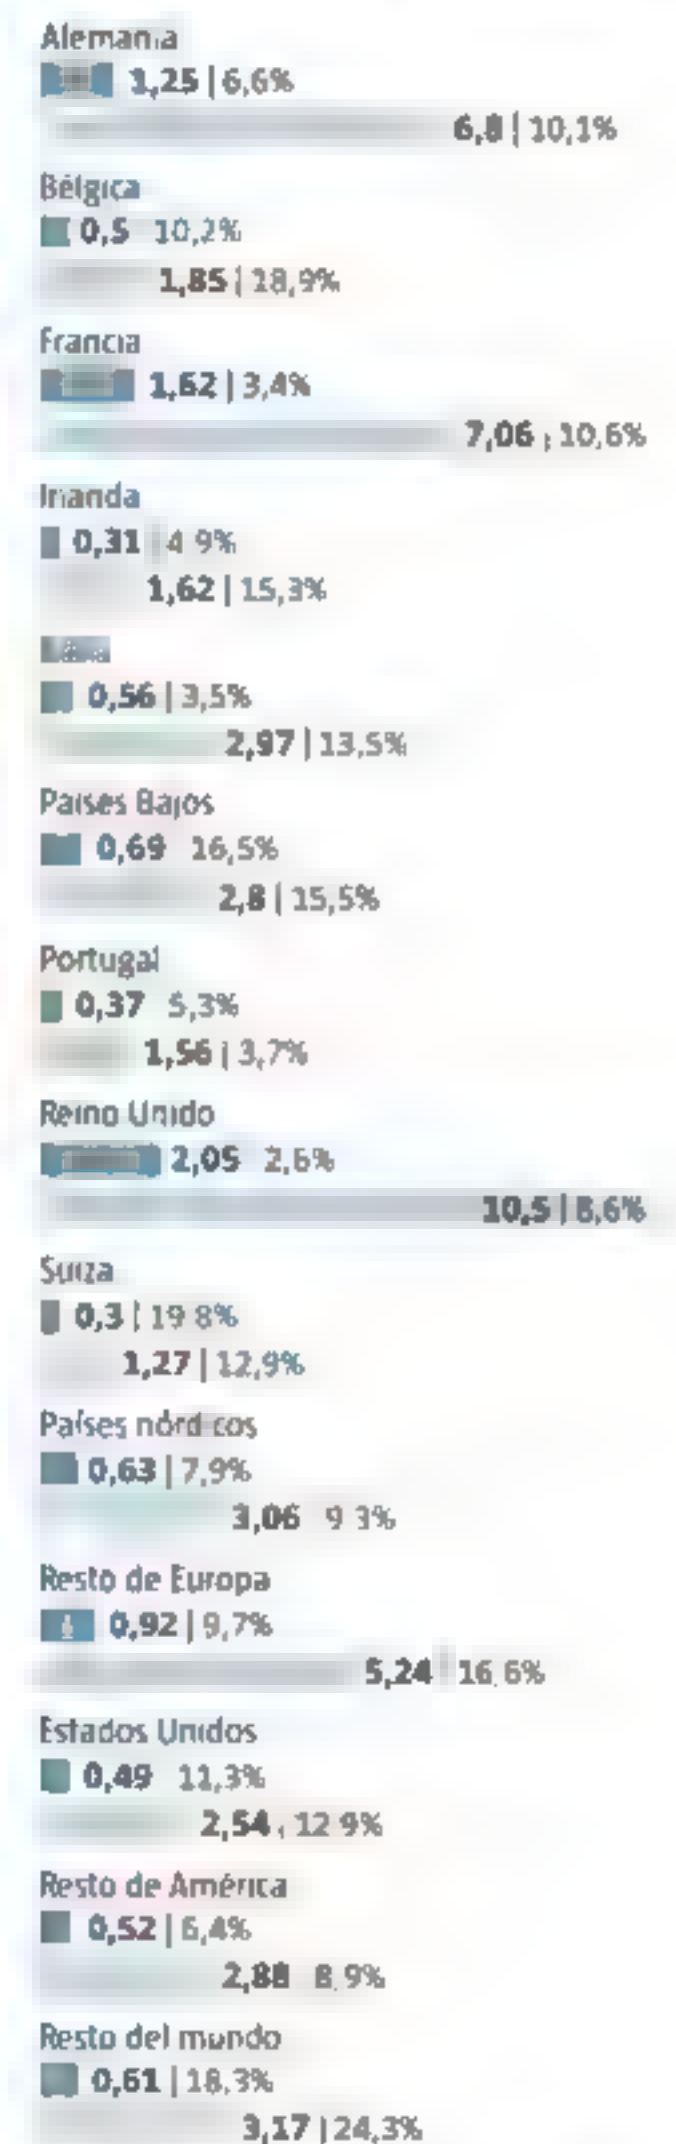 Alemania
1,25 | 6,6%
6,8 | 10,1%
Bélgica
0,5 10,2%
1,85 | 18,9%
Francia
1,62 | 3,4%
7,06 | 10,6%
Irlanda
0,31 4,9%
1,62 | 15,3%
0,56 | 3,5%
2,97 | 13,5%
Países Bajos
0,69 16,5%
2,8 | 15,5%
Portugal
0,37 5,3%
1,56 | 3,7%
Reino Unido
2,05 2,6%
10,5 | 8,6%
Suiza
0,3 | 19,8%
1,27 | 12,9%
Países nórdicos
0,63 | 7,9%
3,06 9,3%
Resto de Europa
0,92 | 9,7%
5,24 | 16,6%
Estados Unidos
0,49 11,3%
2,54 | 12,9%
Resto de América
0,52 | 6,4%
2,88 8,9%
Resto del mundo
0,61 | 18,3%
3,17 | 24,3%